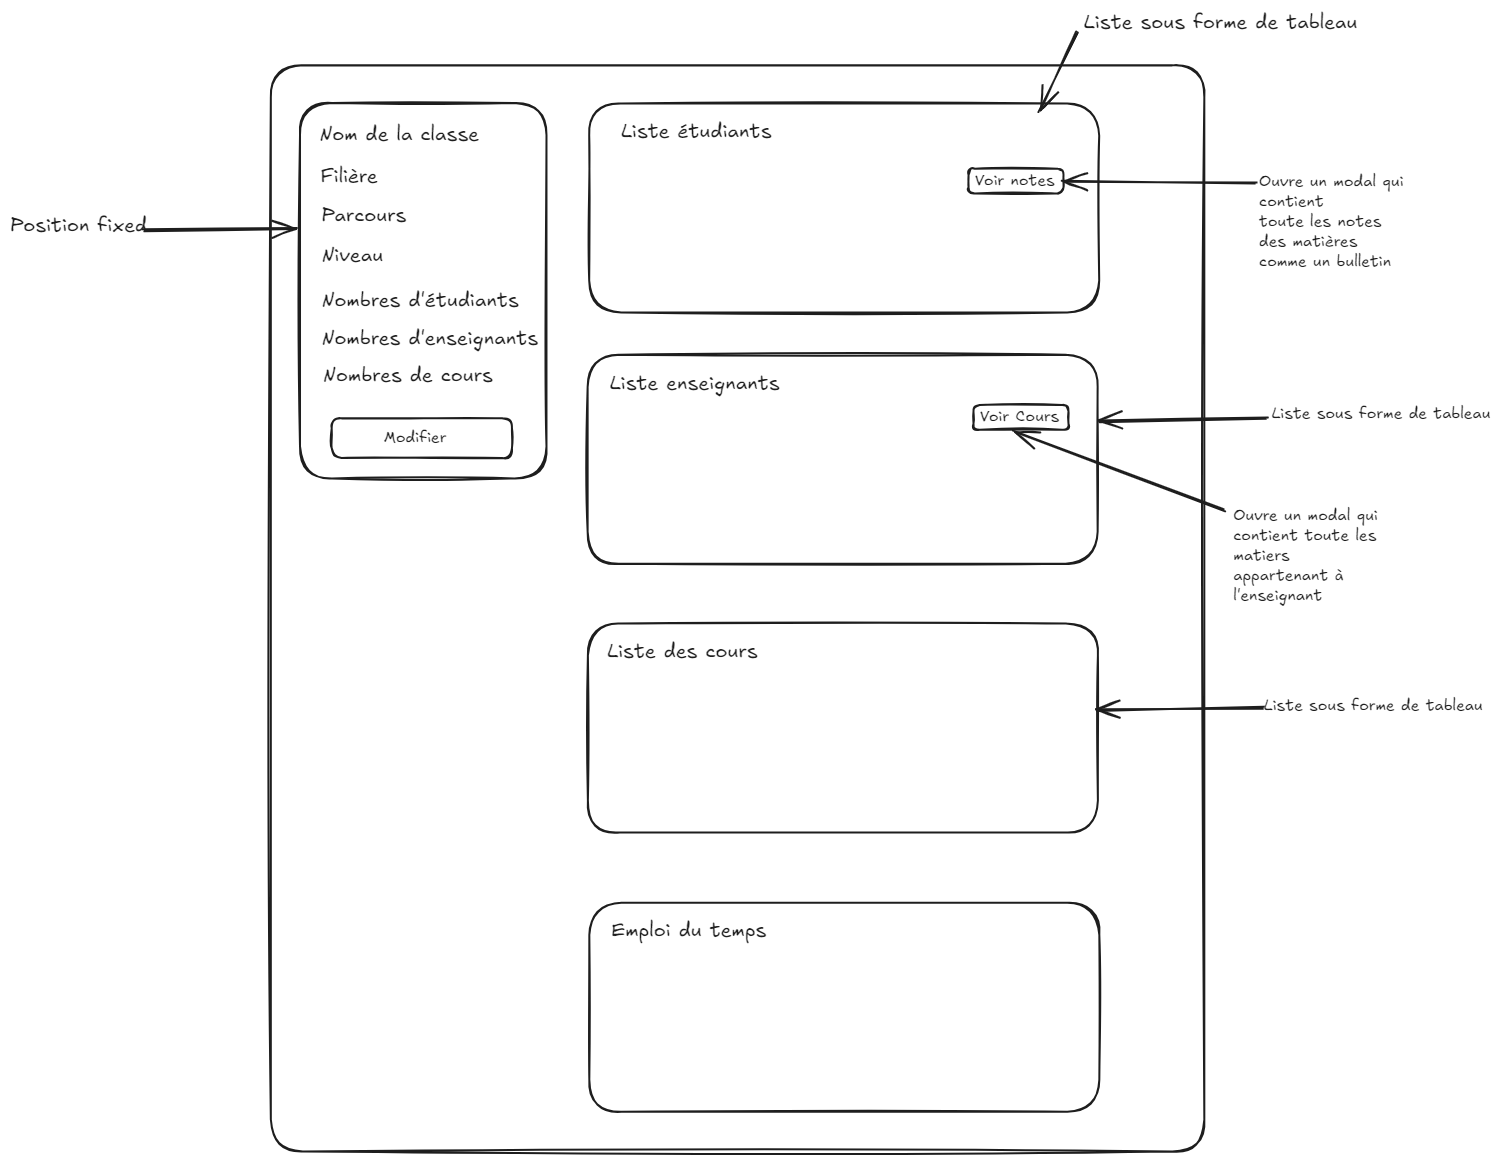 Liste sous forme de tableau
Nom de la classe
Filière
Parcours
Niveau
Nombres d'étudiants
Nombres d'enseignants
Nombres de cours
Modifier
Position fixed
Liste étudiants
Voir notes
Ouvre un modal qui
contient
toute les notes
des matières
comme un bulletin
Liste enseignants
Voir Cours
Liste sous forme de tableau
Ouvre un modal qui
contient toute les
matiers
appartenant à
l'enseignant
Liste des cours
Liste sous forme de tableau
Emploi du temps